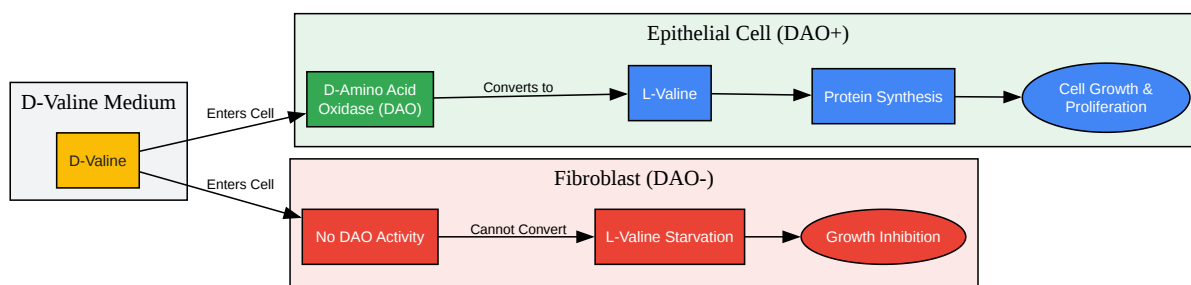 Epithelial Cell (DAO+)
D-Amino Acid
Oxidase (DAO)
Converts to
L-Valine
Protein Synthesis
Cell Growth &
Proliferation
D-Valine Medium
D-Valine
Enters Cell
Enters Cell
Fibroblast (DAO-)
No DAO Activity
Cannot Convert
L-Valine Starvation
Growth Inhibition